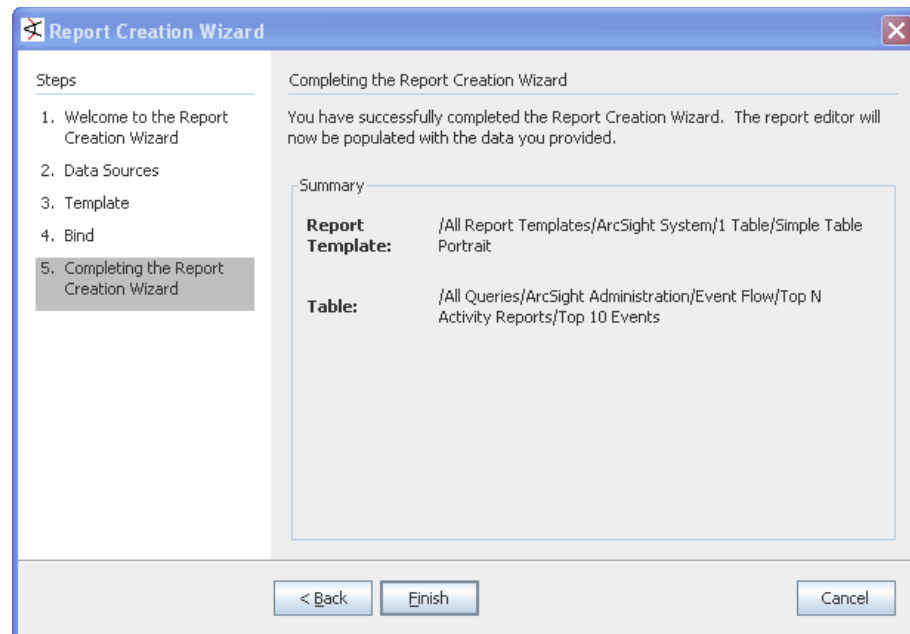 Report Creation Wizard
Steps
1. Welcome to the Report
Creation Wizard
2. Data Sources
3. Template
4. Bind
5. Completing the Report
Creation Wizard
Completing the Report Creation Wizard
You have successfully completed the Report Creation Wizard. The report editor will
now be populated with the data you provided.
Summary
Report
Template:
/All Report Templates/ArcSight System/1 Table/Simple Table
Portrait
Table:
/All Queries/ArcSight Administration/Event Flow/Top N
Activity Reports/Top 10 Events
< Back
Finish
Cancel